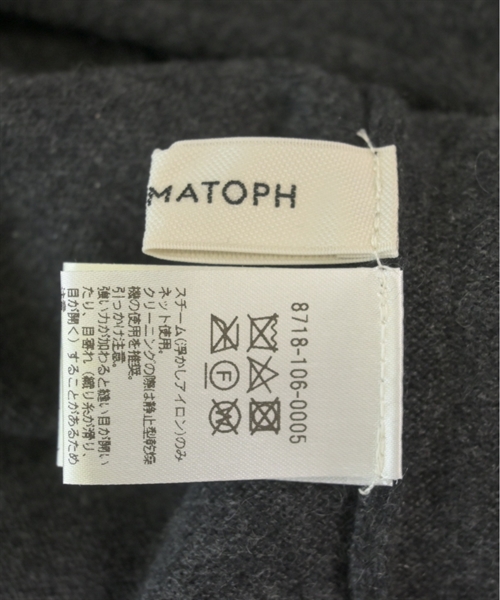 MATOPH
8718-106-0005
F
W
スチーム(浮かしアイロン)のみ
ネット使用。
クリーニングの際は静止型乾燥
機の使用を推奨。
引っかけ注意。
強い力が加わると縫い目が開い
たり、目寄れ(織り糸が滑り、
目が開く)することがあるため